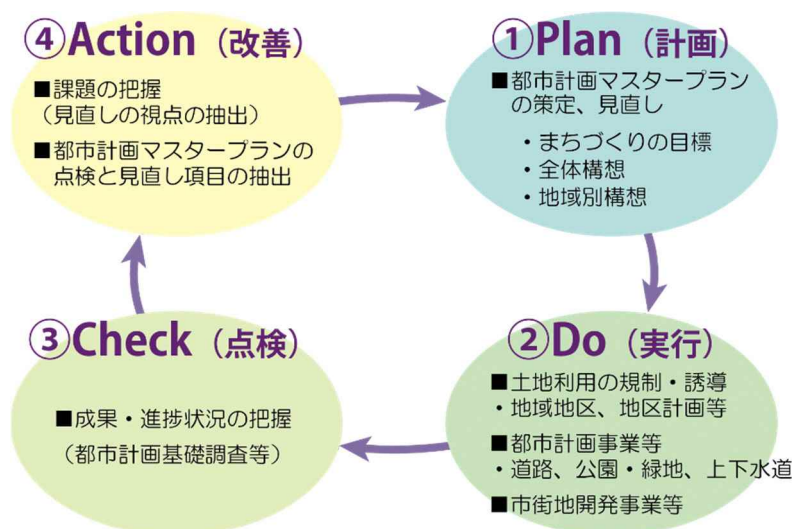 ④Action（改善）
■課題の把握
（見直しの視点の抽出）
■都市計画マスタープランの
点検と見直し項目の抽出
①Plan（計画）
■都市計画マスタープラン
の策定、見直し
・まちづくりの目標
・全体構想
・地域別構想
③Check（点検）
■成果・進捗状況の把握
（都市計画基礎調査等）
②Do（実行）
■土地利用の規制・誘導
・地域地区、地区計画等
■都市計画事業等
・道路、公園・緑地、上下水道
■市街地開発事業等